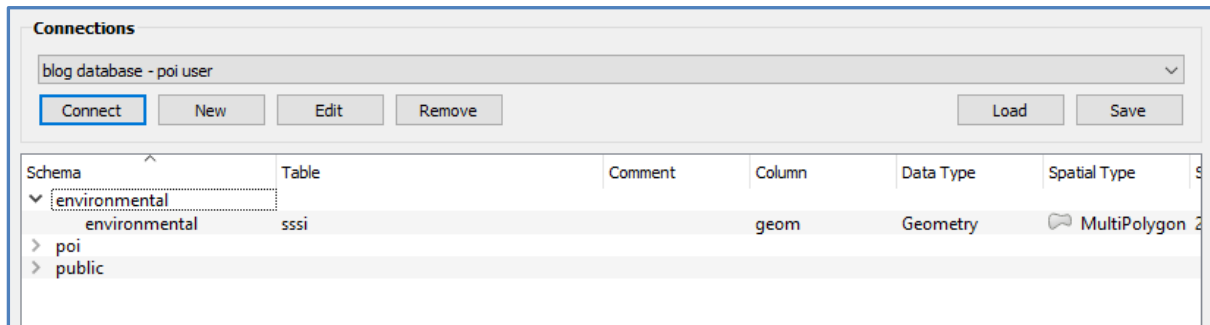 Connections
blog database - poi user
Connect New Edit Remove Load Save
Schema Table Comment Column Data Type Spatial Type S
environmental
environmental sssi geom Geometry MultiPolygon 2
poi
public